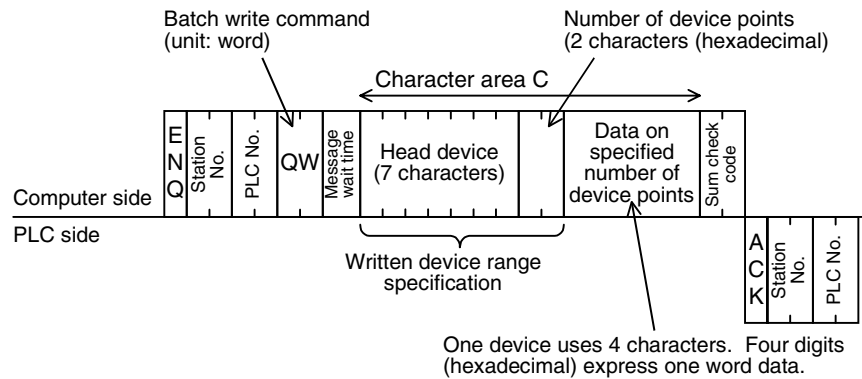 Batch write command
(unit: word)
Number of device points
(2 characters (hexadecimal)
Character area C
E
N
Q
Station
No.
PLC No.
QW
Message
wait time
Head device
(7 characters)
Data on
specified
number of
device points
Sum check
code
Computer side
PLC side
Written device range
specification
A
C
K
Station
No.
PLC No.
One device uses 4 characters. Four digits
(hexadecimal) express one word data.